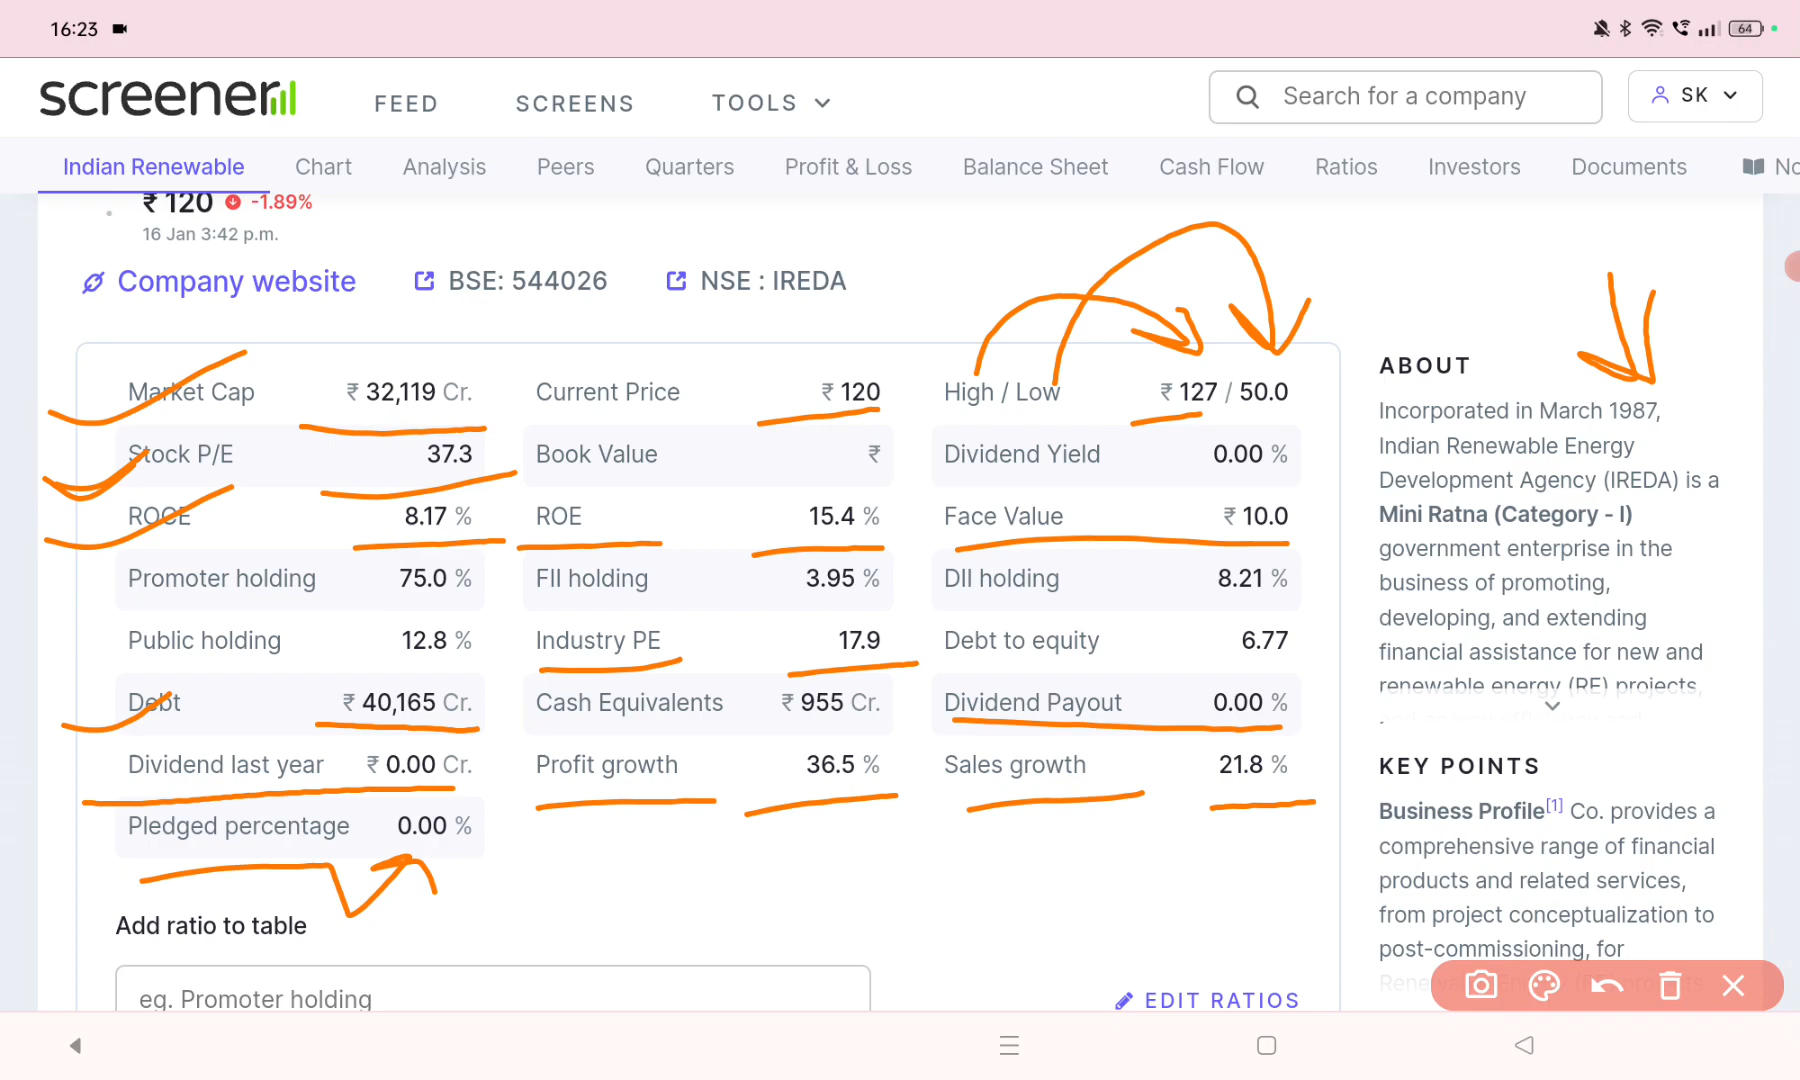 16:23
64
screener
FEED
SCREENS
TOOLS
Search for a company
SK
Indian Renewable
Chart
Analysis
Peers
Quarters
Profit & Loss
Balance Sheet
Cash Flow
Ratios
Investors
Documents
No
₹ 120 -1.89%
16 Jan 3:42 p.m.
Company website
BSE: 544026
NSE : IREDA
Market Cap ₹ 32,119 Cr.
Current Price ₹ 120
High / Low ₹ 127 / 50.0
Stock P/E 37.3
Book Value ₹
Dividend Yield 0.00 %
ROCE 8.17 %
ROE 15.4 %
Face Value ₹ 10.0
Promoter holding 75.0 %
FII holding 3.95 %
DII holding 8.21 %
Public holding 12.8 %
Industry PE 17.9
Debt to equity 6.77
Debt ₹ 40,165 Cr.
Cash Equivalents ₹ 955 Cr.
Dividend Payout 0.00 %
Dividend last year ₹ 0.00 Cr.
Profit growth 36.5 %
Sales growth 21.8 %
Pledged percentage 0.00 %
Add ratio to table
eg. Promoter holding
EDIT RATIOS
ABOUT
Incorporated in March 1987,
Indian Renewable Energy
Development Agency (IREDA) is a
Mini Ratna (Category - I)
government enterprise in the
business of promoting,
developing, and extending
financial assistance for new and
renewable energy (RE) projects,
KEY POINTS
Business Profile[1] Co. provides a
comprehensive range of financial
products and related services,
from project conceptualization to
post-commissioning, for